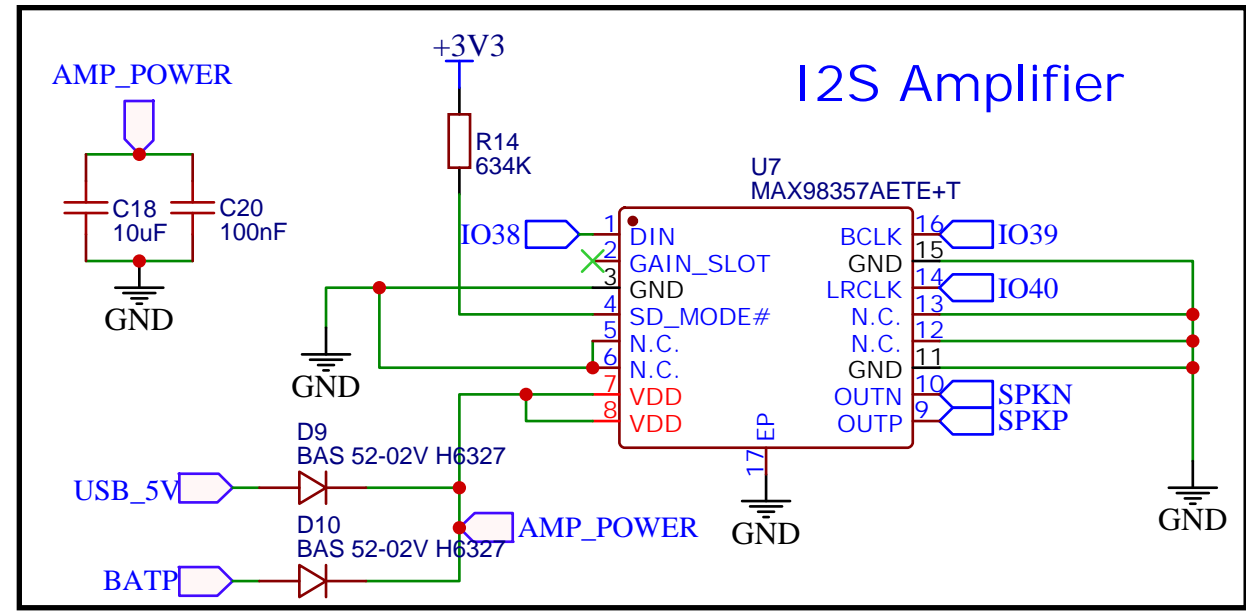 +3V3
AMP_POWER
I2S Amplifier
R14
634K
C18
10uF
C20
100nF
GND
U7
MAX98357AETE+T
IO38
1
DIN
2
GAIN_SLOT
3
GND
4
SD_MODE#
5
N.C.
6
N.C.
7
VDD
8
VDD
16
BCLK
IO39
15
GND
14
LRCLK
IO40
13
N.C.
12
N.C.
11
GND
10
OUTN
SPKN
9
OUTP
SPKP
EP
17
GND
GND
GND
D9
BAS 52-02V H6327
USB_5V
D10
BAS 52-02V H6327
AMP_POWER
BATP